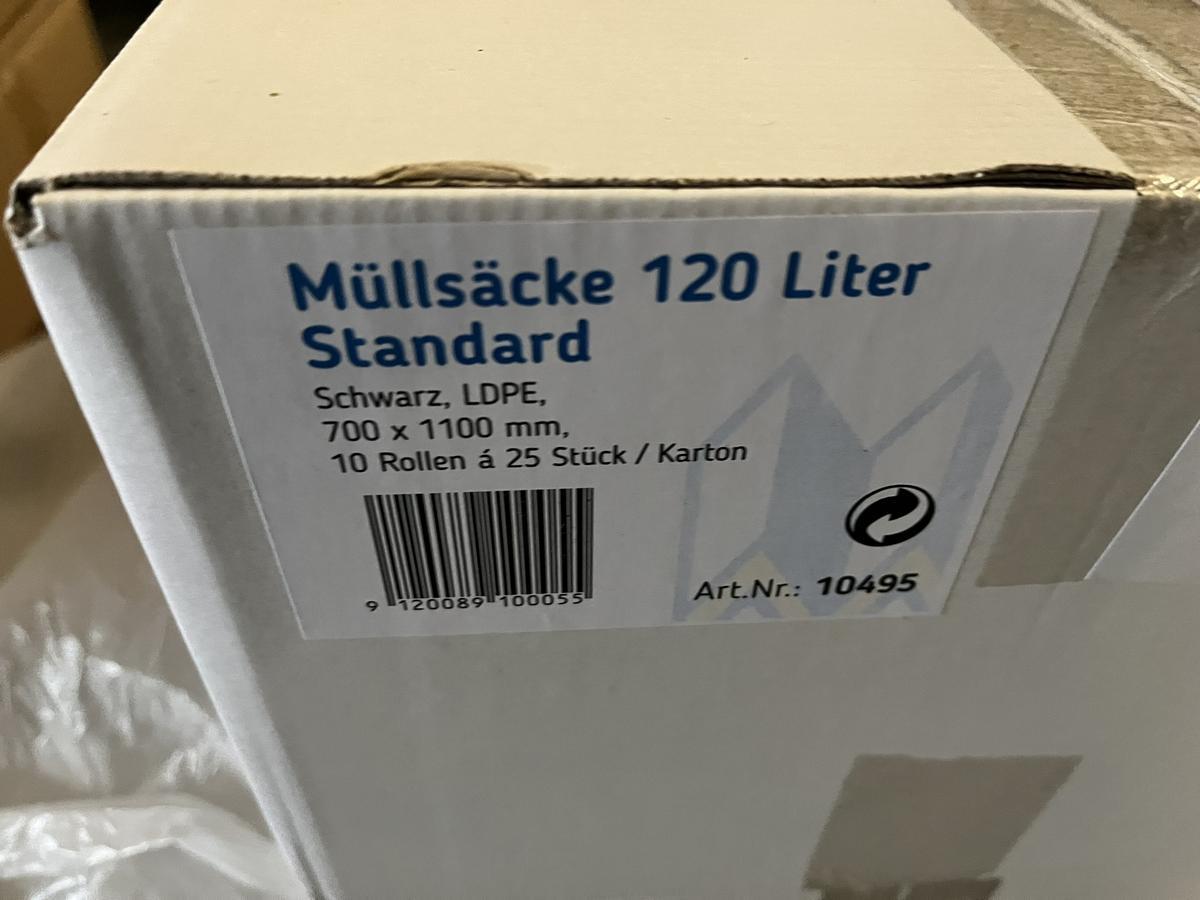 Müllsäcke 120 Liter
Standard
Schwarz, LDPE,
700 x 1100 mm,
10 Rollen á 25 Stück / Karton
9 120089 100055
Art.Nr.: 10495